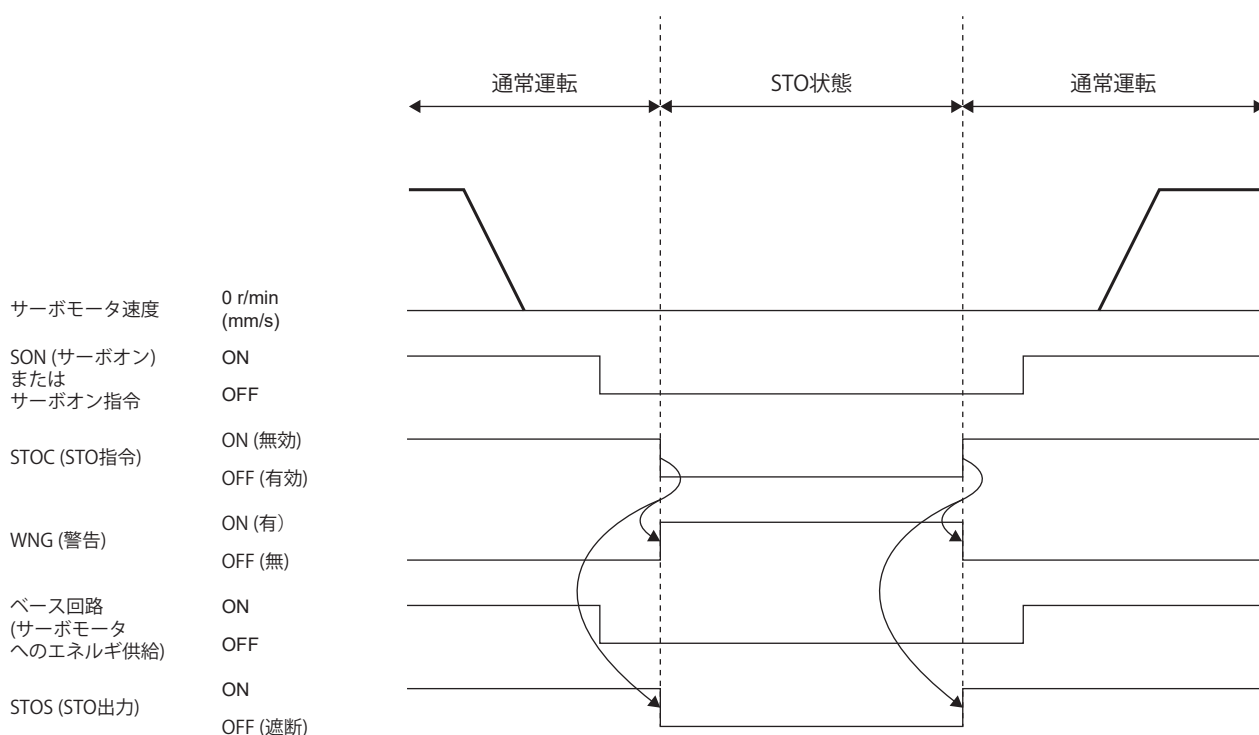 通常運転
STO状態
通常運転
サーボモータ速度
0 r/min
(mm/s)
SON (サーボオン)
または
サーボオン指令
ON
OFF
STOC (STO指令)
ON (無効)
OFF (有効)
WNG (警告)
ON (有）
OFF (無)
ベース回路
(サーボモータ
へのエネルギ供給)
ON
OFF
STOS (STO出力)
ON
OFF (遮断)